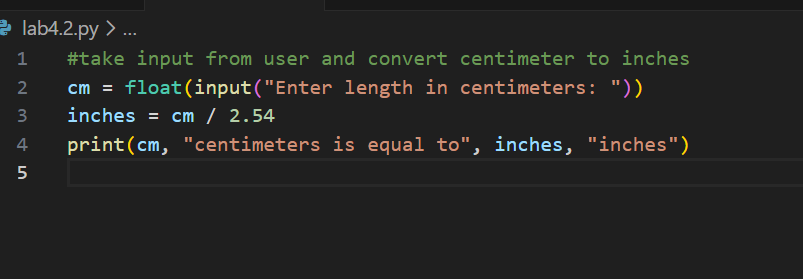 lab4.2.py > ...
1 #take input from user and convert centimeter to inches
2 cm = float(input("Enter length in centimeters: "))
3 inches = cm / 2.54
4 print(cm, "centimeters is equal to", inches, "inches")
5